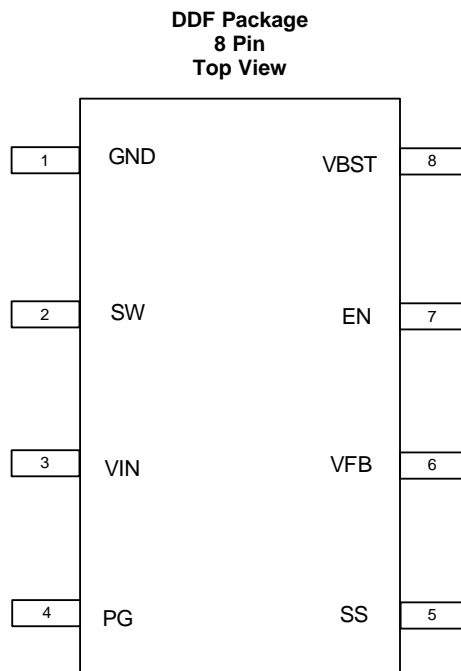 DDF Package
8 Pin
Top View
1 GND VBST 8
2 SW EN 7
3 VIN VFB 6
4 PG SS 5